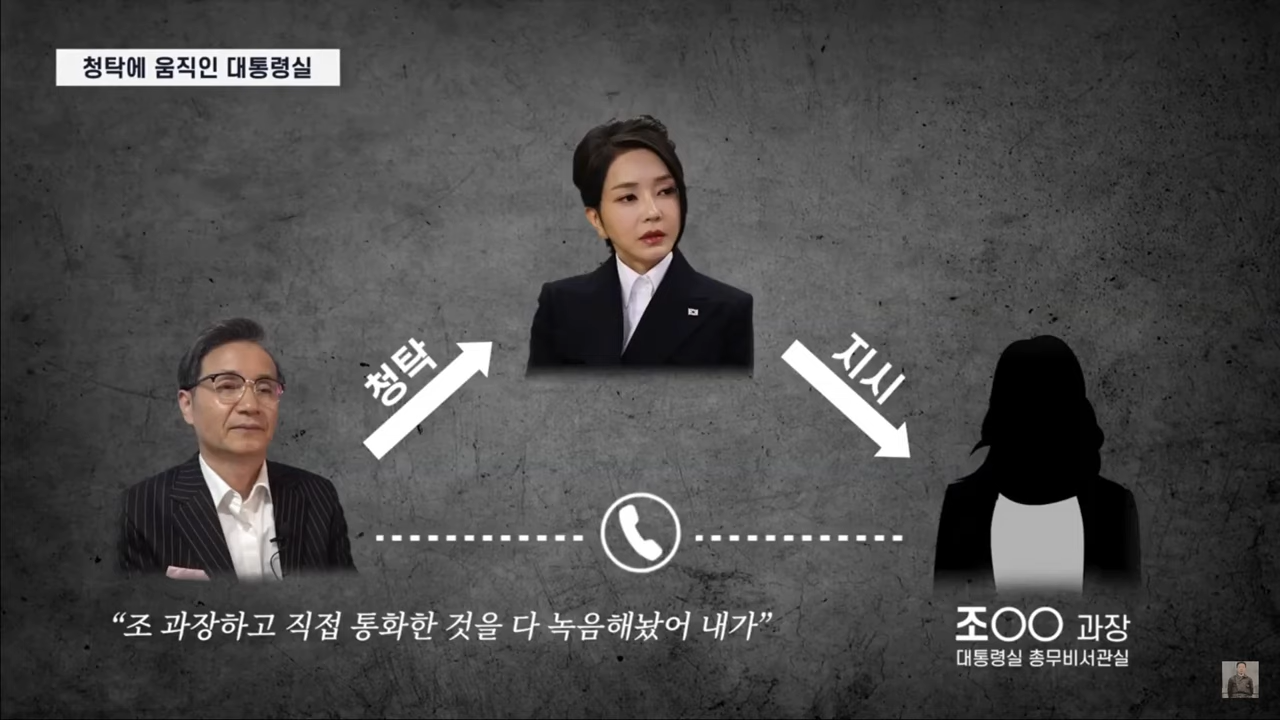 청탁에 움직인 대통령실
청탁
지시
“조 과장하고 직접 통화한 것을 다 녹음해놨어 내가”
조○○ 과장
대통령실 총무비서관실